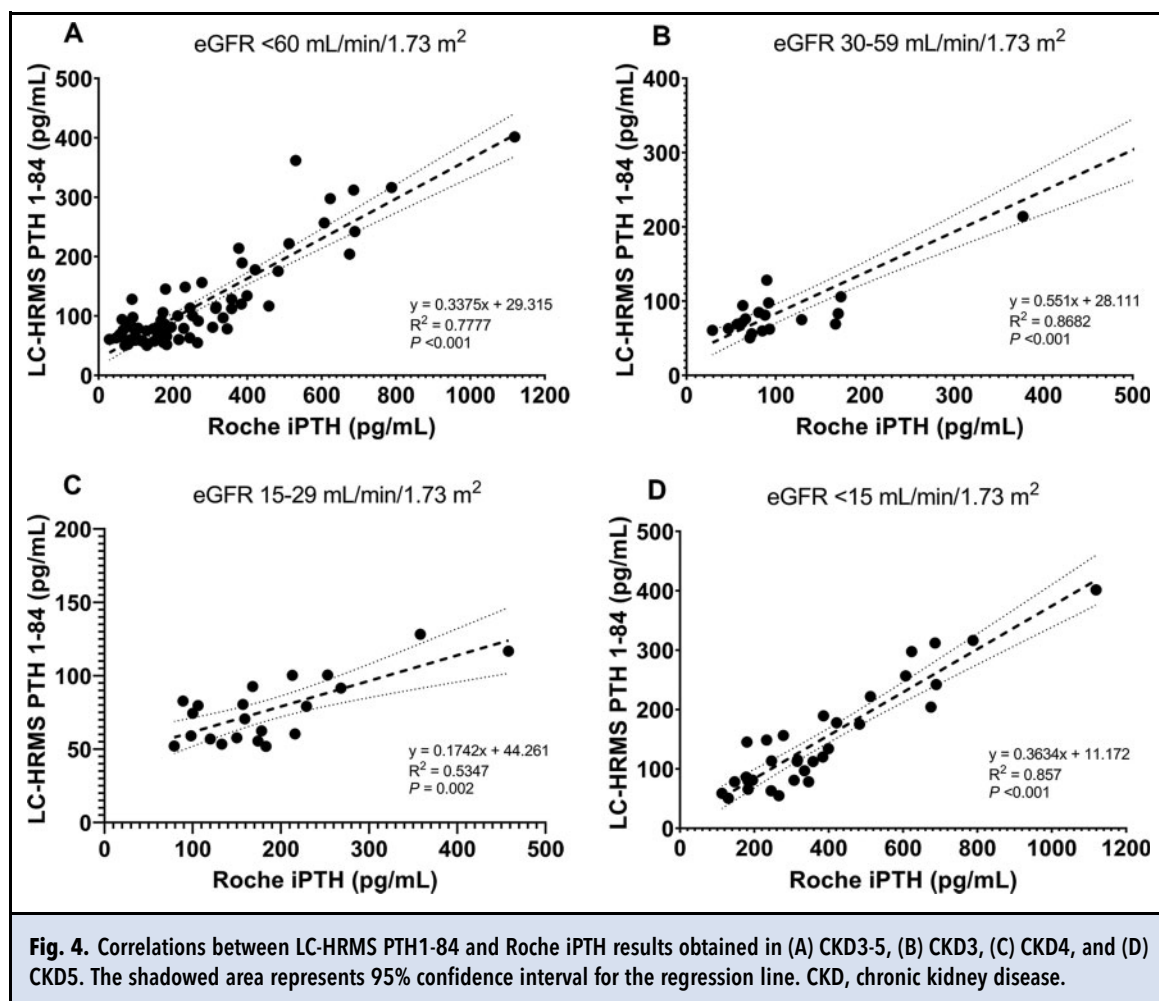 A
eGFR <60 mL/min/1.73 m²
LC-HRMS PTH 1-84 (pg/mL)
500
400
300
200
100
0
y = 0.3375x + 29.315
R² = 0.7777
P <0.001
0 200 400 600 800 1000 1200
Roche iPTH (pg/mL)
B
eGFR 30-59 mL/min/1.73 m²
LC-HRMS PTH 1-84 (pg/mL)
400
300
200
100
0
y = 0.551x + 28.111
R² = 0.8682
P <0.001
0 100 200 300 400 500
Roche iPTH (pg/mL)
C
eGFR 15-29 mL/min/1.73 m²
LC-HRMS PTH 1-84 (pg/mL)
200
150
100
50
0
y = 0.1742x + 44.261
R² = 0.5347
P = 0.002
0 100 200 300 400 500
Roche iPTH (pg/mL)
D
eGFR <15 mL/min/1.73 m²
LC-HRMS PTH 1-84 (pg/mL)
500
400
300
200
100
0
y = 0.3634x + 11.172
R² = 0.857
P <0.001
0 200 400 600 800 1000 1200
Roche iPTH (pg/mL)
Fig. 4. Correlations between LC-HRMS PTH1-84 and Roche iPTH results obtained in (A) CKD3-5, (B) CKD3, (C) CKD4, and (D)
CKD5. The shadowed area represents 95% confidence interval for the regression line. CKD, chronic kidney disease.